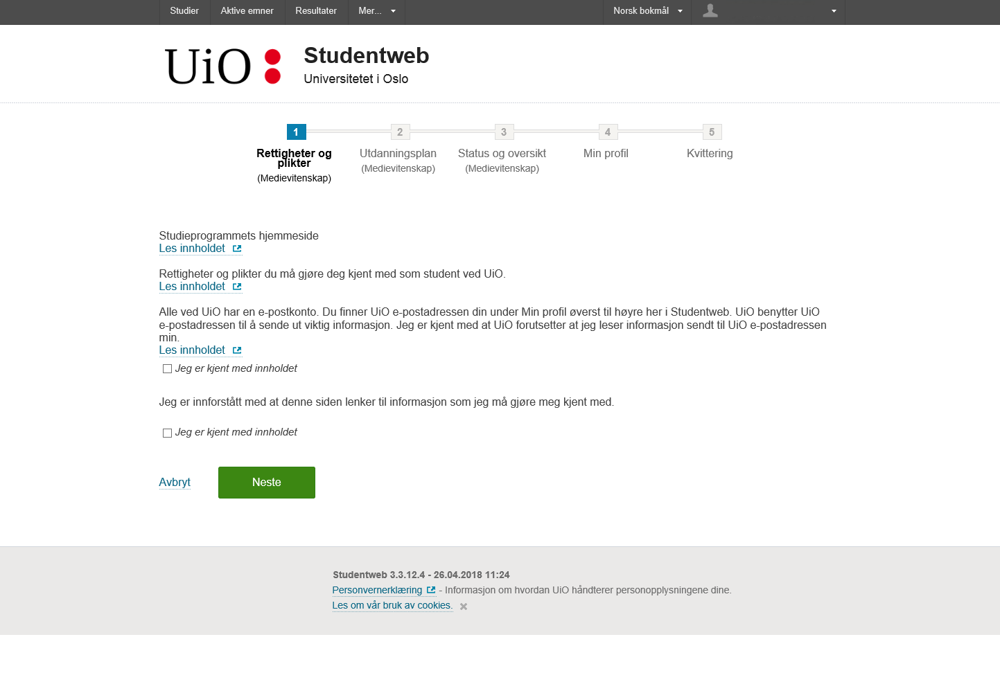 Studier Aktive emner Resultater Mer... Norsk bokmål
UiO
Studentweb
Universitetet i Oslo
1 2 3 4 5
Rettigheter og plikter
(Medievitenskap)
Utdanningsplan
(Medievitenskap)
Status og oversikt
(Medievitenskap)
Min profil
Kvittering
Studieprogrammets hjemmeside
Les innholdet
Rettigheter og plikter du må gjøre deg kjent med som student ved UiO.
Les innholdet
Alle ved UiO har en e-postkonto. Du finner UiO e-postadressen din under Min profil øverst til høyre her i Studentweb. UiO benytter UiO
e-postadressen til å sende ut viktig informasjon. Jeg er kjent med at UiO forutsetter at jeg leser informasjon sendt til UiO e-postadressen
min.
Les innholdet
Jeg er kjent med innholdet
Jeg er innforstått med at denne siden lenker til informasjon som jeg må gjøre meg kjent med.
Jeg er kjent med innholdet
Avbryt Neste
Studentweb 3.3.12.4 - 26.04.2018 11:24
Personvernerklæring - Informasjon om hvordan UiO håndterer personopplysningene dine.
Les om vår bruk av cookies.